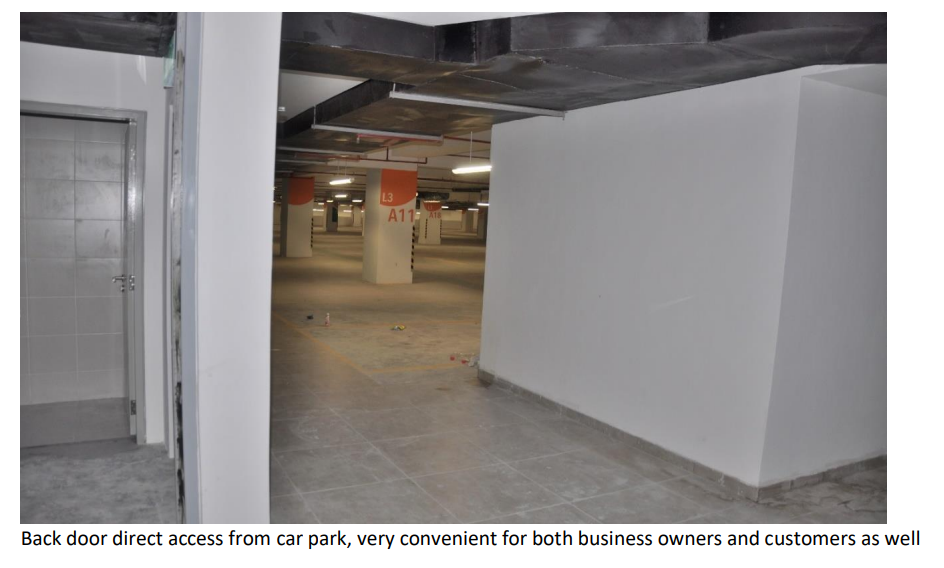 L3
A11
A10
Back door direct access from car park, very convenient for both business owners and customers as well